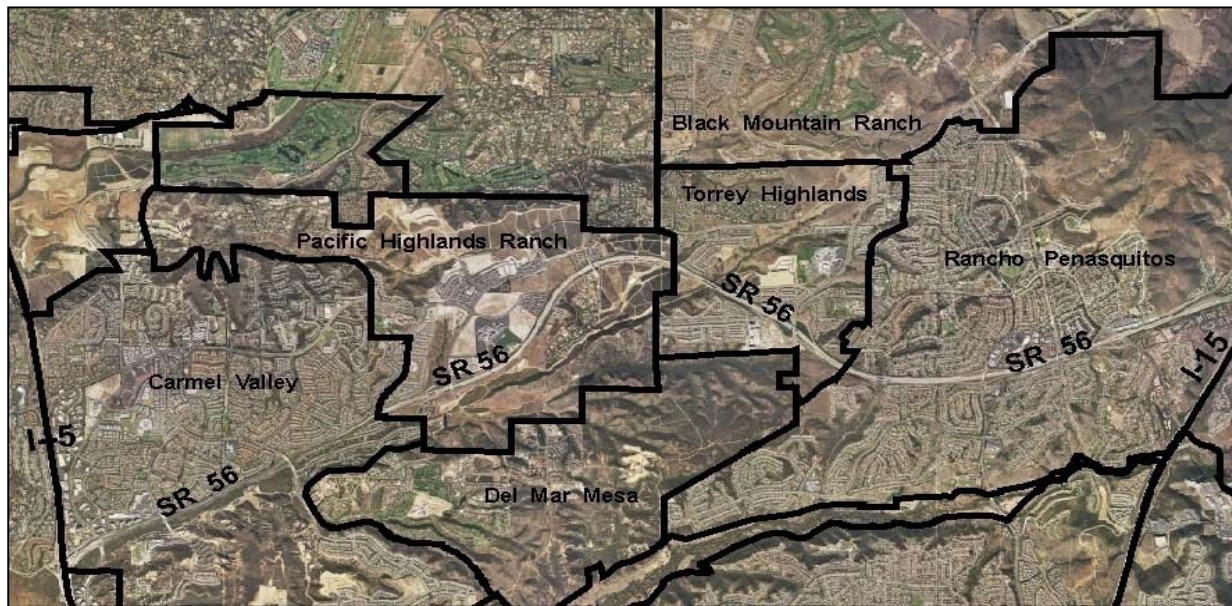 Black Mountain Ranch
Torrey Highlands
Pacific Highlands Ranch
Rancho Penasquitos
SR 56
SR 56
SR 56
I-15
Carmel Valley
I-5
SR 56
Del Mar Mesa